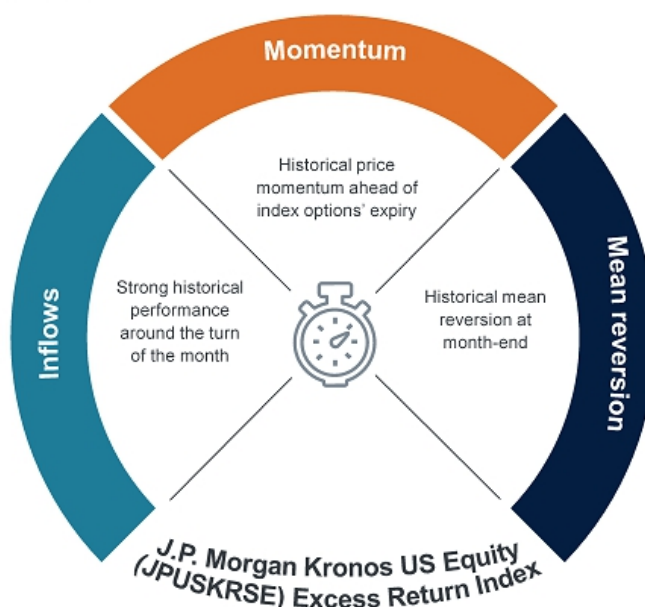 Momentum
Historical price
momentum ahead of
index options' expiry
Inflows
Strong historical
performance
around the turn
of the month
Mean reversion
Historical mean
reversion at
month-end
J.P. Morgan Kronos US Equity
(JPUSKRSE) Excess Return Index